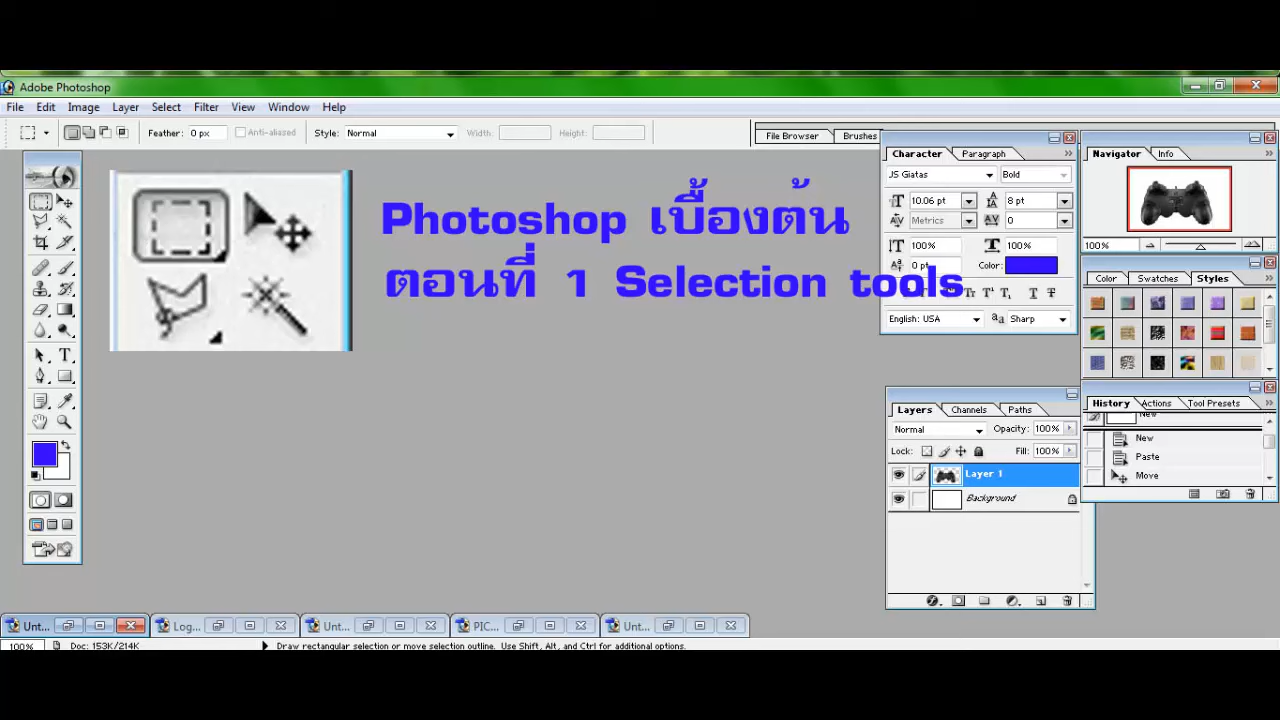 Adobe Photoshop
File Edit Image Layer Select Filter View Window Help
Feather: 0 px Anti-aliased Style: Normal Width: Height: File Browser Brushes
Character Paragraph
JS Giatas Bold
10.06 pt 8 pt
Metrics 0
100% 100%
0 pt Color:
English: USA Sharp
Navigator Info
100%
Color Swatches Styles
Photoshop เบื้องต้น
ตอนที่ 1 Selection tools
Layers Channels Paths
Normal Opacity: 100%
Lock: Fill: 100%
Layer 1
Background
History Actions Tool Presets
New
New
Paste
Move
Unt... Log... Unt... PIC... Unt...
100% Doc: 153K/214K Draw rectangular selection or move selection outline. Use Shift, Alt, and Ctrl for additional options.